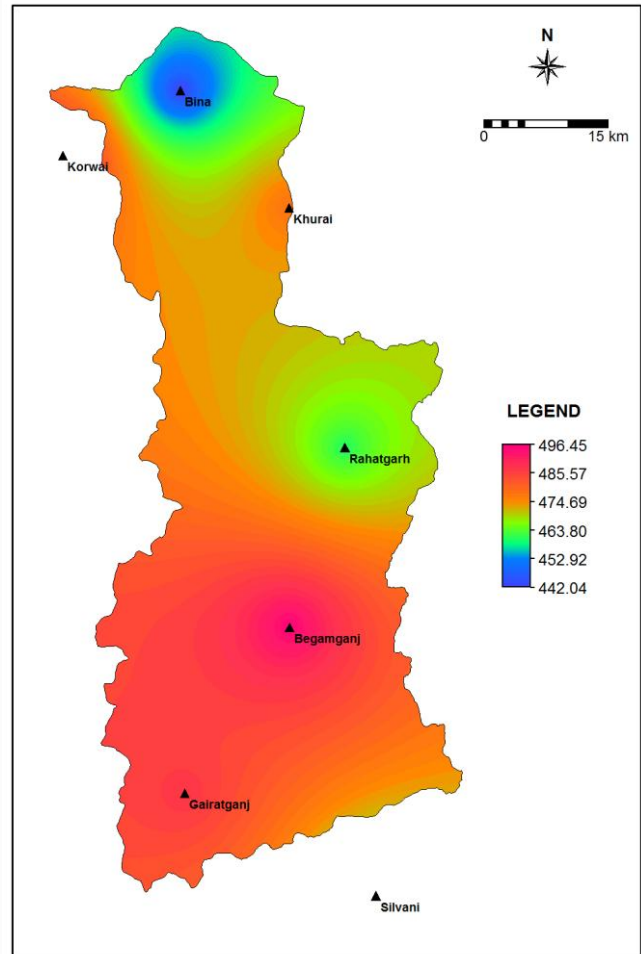 N
0 15 km
Bina
Korwai
Khurai
LEGEND
496.45
485.57
474.69
463.80
452.92
442.04
Rahatgarh
Begamganj
Gairatganj
Silvani